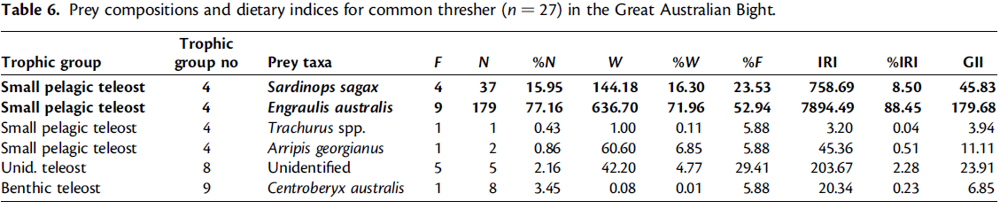 Table 6. Prey compositions and dietary indices for common thresher (n = 27) in the Great Australian Bight.
Trophic
Trophic group group no Prey taxa F N %N W %W %F IRI %IRI GII
Small pelagic teleost 4 Sardinops sagax 4 37 15.95 144.18 16.30 23.53 758.69 8.50 45.83
Small pelagic teleost 4 Engraulis australis 9 179 77.16 636.70 71.96 52.94 7894.49 88.45 179.68
Small pelagic teleost 4 Trachurus spp. 1 1 0.43 1.00 0.11 5.88 3.20 0.04 3.94
Small pelagic teleost 4 Arripis georgianus 1 2 0.86 60.60 6.85 5.88 45.36 0.51 11.11
Unid. teleost 8 Unidentified 5 5 2.16 42.20 4.77 29.41 203.67 2.28 23.91
Benthic teleost 9 Centroberyx australis 1 8 3.45 0.08 0.01 5.88 20.34 0.23 6.85